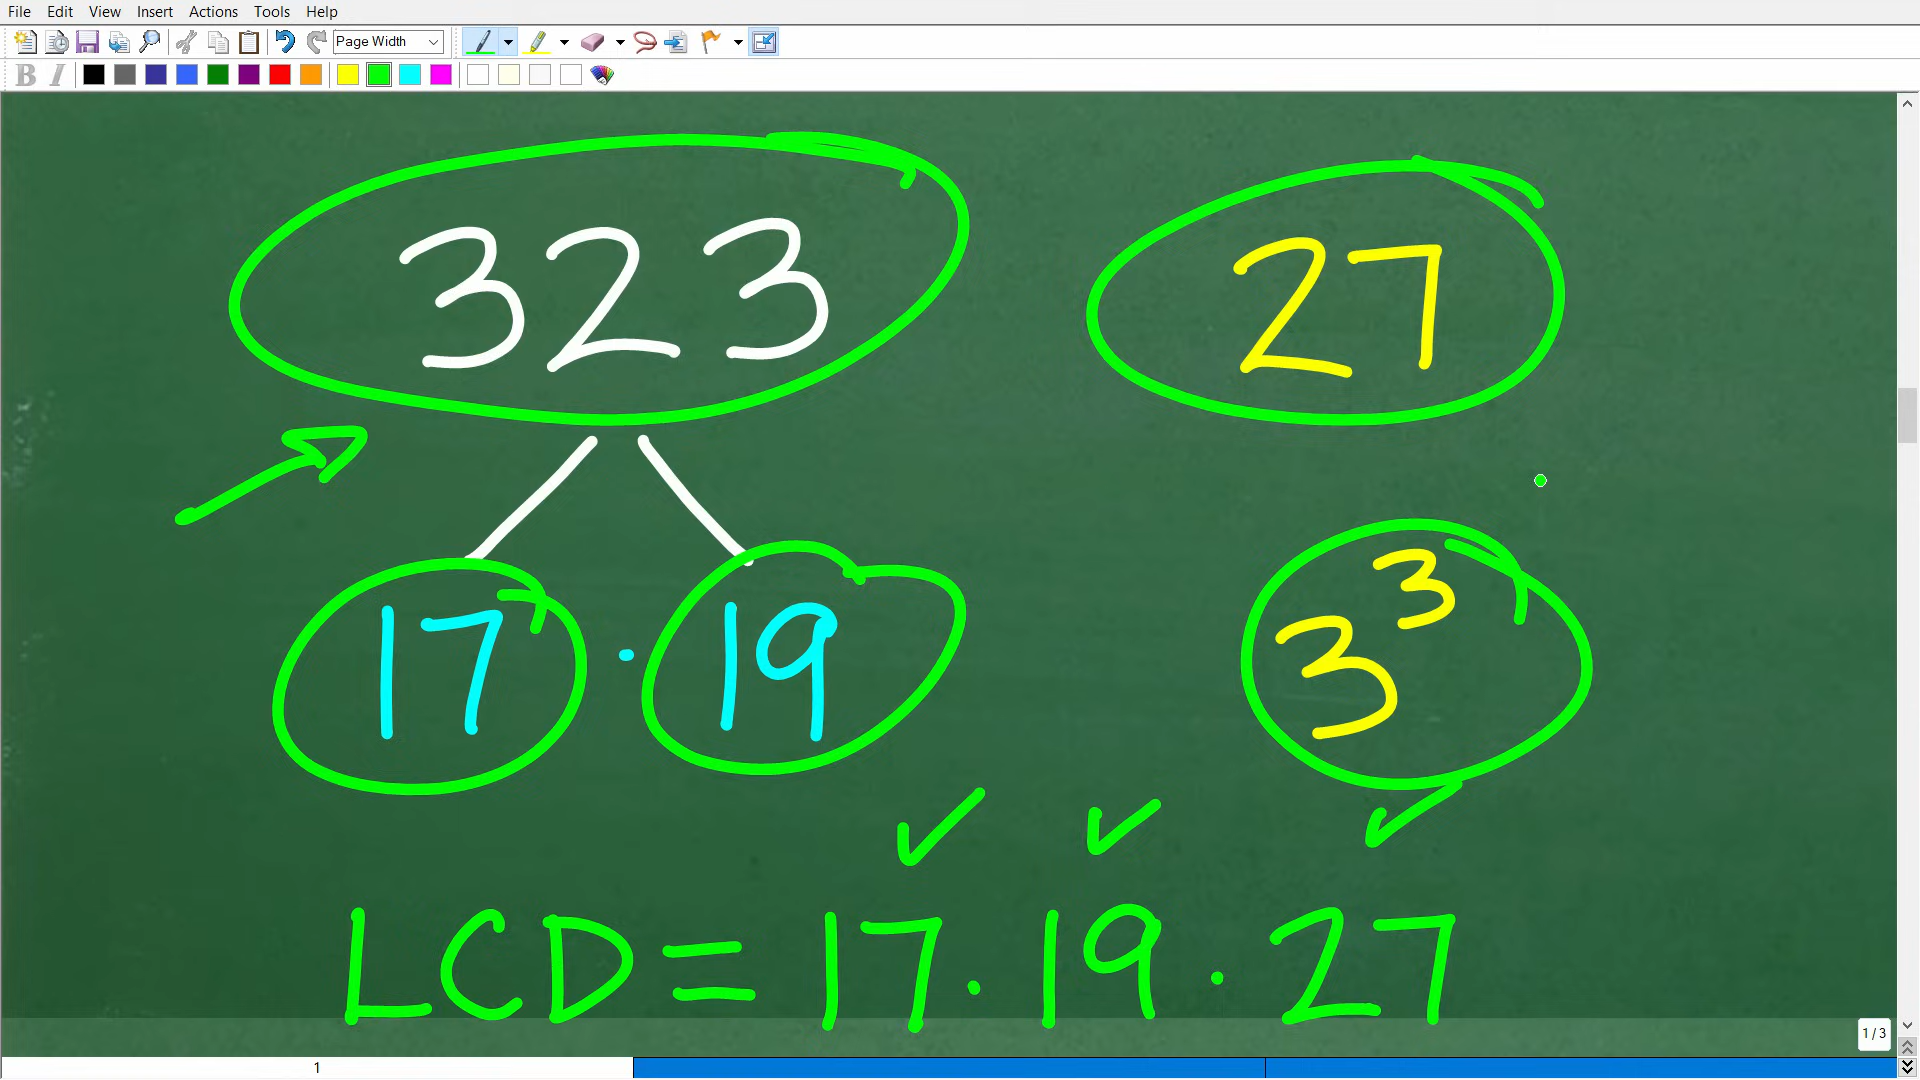 File Edit View Insert Actions Tools Help
Page Width
B I
323 27
17 · 19 3³
LCD = 17 · 19 · 27
1 / 3
1